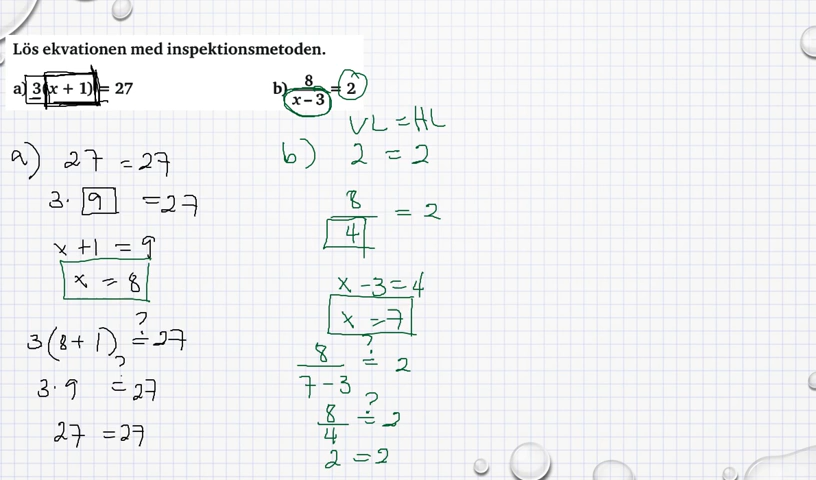 Lös ekvationen med inspektionsmetoden.
a) 3(x + 1) = 27
b) 8/(x – 3) = 2
a) 27 = 27
3 · 9 = 27
x + 1 = 9
x = 8
3(8 + 1) ?= 27
3 · 9 ?= 27
27 = 27
VL = HL
b) 2 = 2
8/4 = 2
x – 3 = 4
x = 7
8/(7 – 3) ?= 2
8/4 ?= 2
2 = 2